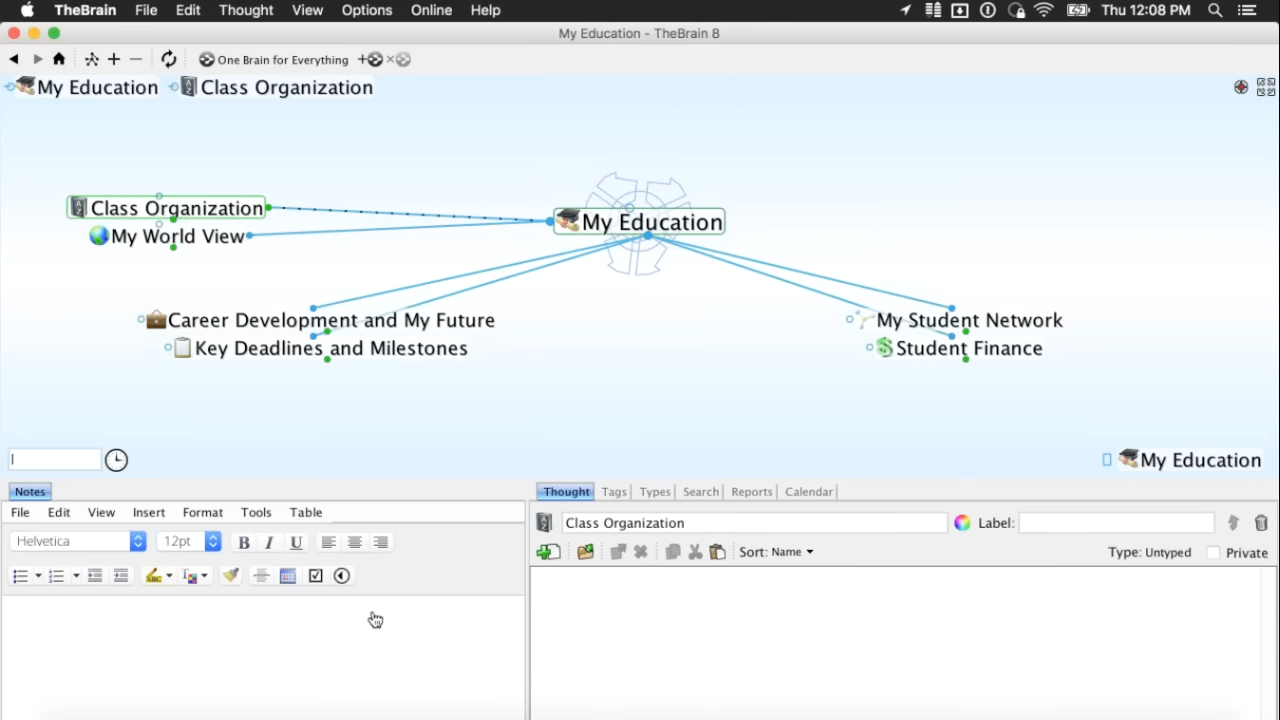 TheBrain File Edit Thought View Options Online Help Thu 12:08 PM
My Education - TheBrain 8
One Brain for Everything
My Education Class Organization
Class Organization
My Education
My World View
Career Development and My Future
My Student Network
Key Deadlines and Milestones
Student Finance
My Education
Notes
Thought Tags Types Search Reports Calendar
File Edit View Insert Format Tools Table
Class Organization Label:
Helvetica 12pt B I U
Sort: Name Type: Untyped Private